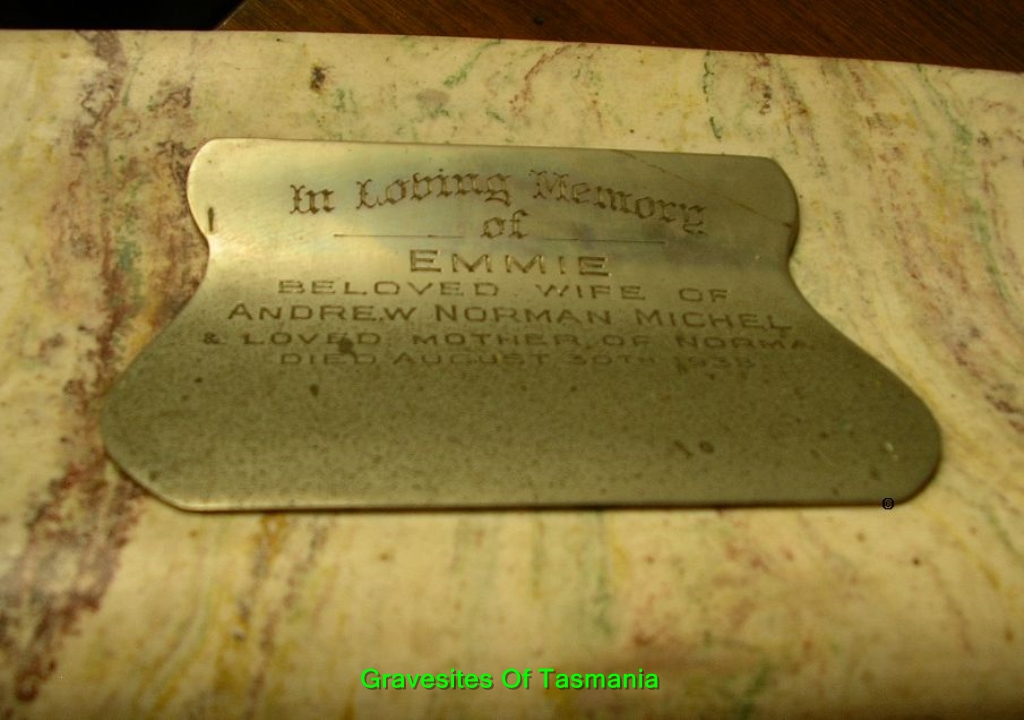 In Loving Memory
of
EMMIE
BELOVED WIFE OF
ANDREW NORMAN MICHEL
& LOVED MOTHER OF NORMA
DIED AUGUST 30TH
©
Gravesites Of Tasmania